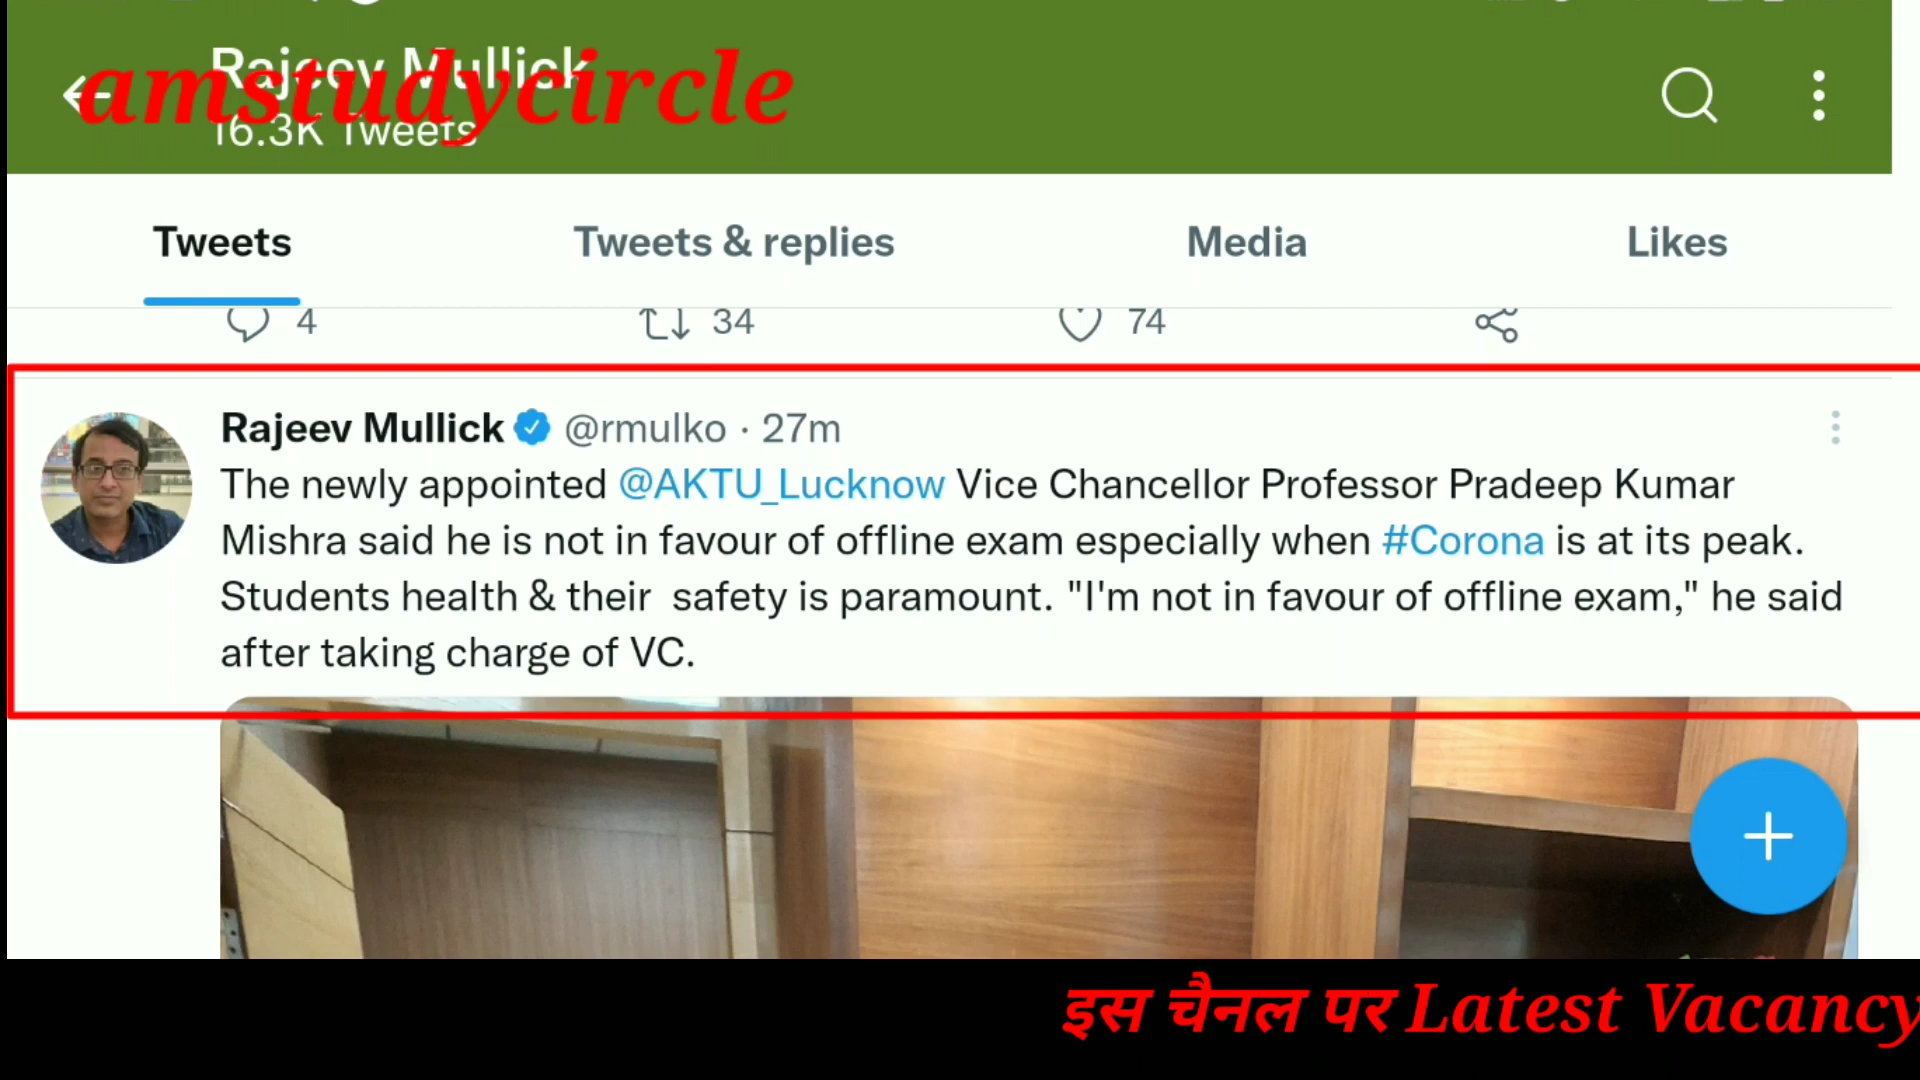 Rajeev Mullick
amstudycircle
16.3K Tweets
Tweets Tweets & replies Media Likes
4 34 74
Rajeev Mullick @rmulko · 27m
The newly appointed @AKTU_Lucknow Vice Chancellor Professor Pradeep Kumar
Mishra said he is not in favour of offline exam especially when #Corona is at its peak.
Students health & their safety is paramount. "I'm not in favour of offline exam," he said
after taking charge of VC.
इस चैनल पर Latest Vacancy